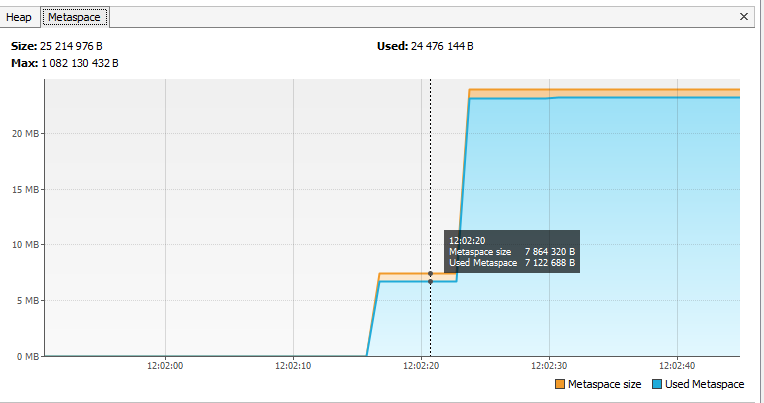 Heap Metaspace
Size: 25 214 976 B Used: 24 476 144 B
Max: 1 082 130 432 B
20 MB
15 MB
10 MB
5 MB
0 MB
12:02:20
Metaspace size 7 864 320 B
Used Metaspace 7 122 688 B
12:02:00 12:02:10 12:02:20 12:02:30 12:02:40
Metaspace size Used Metaspace